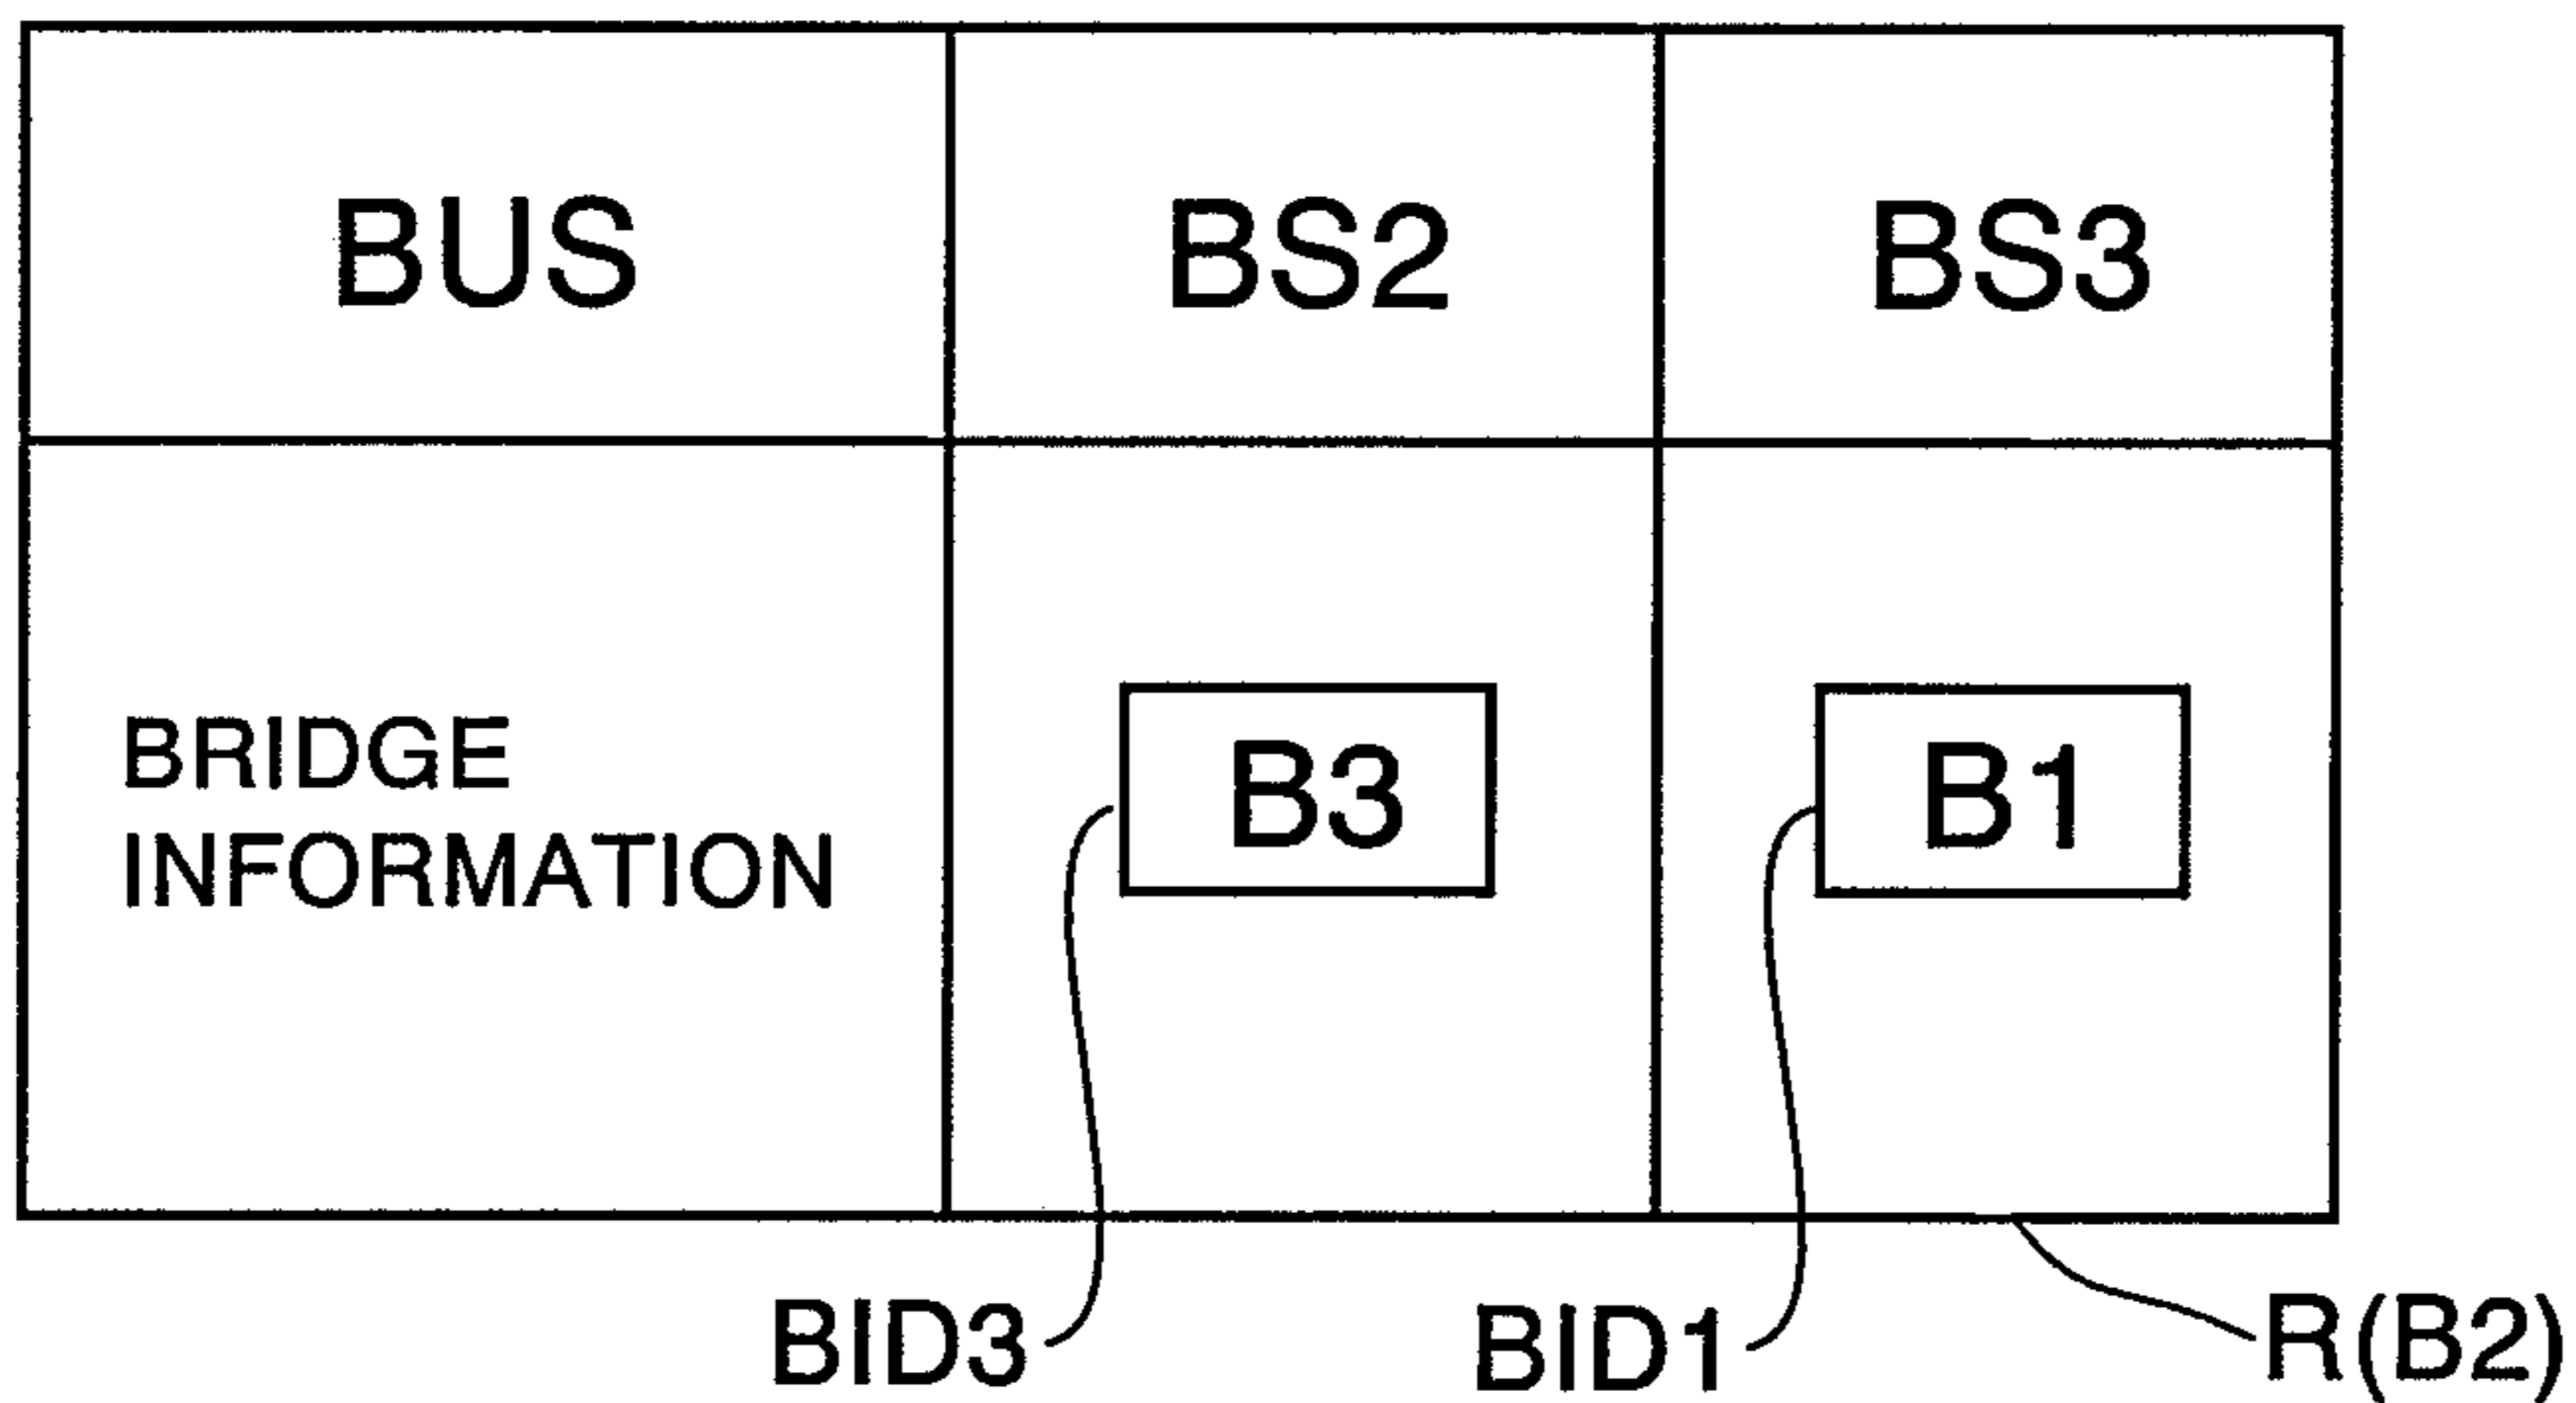 BUS BS2 BS3
BRIDGE
INFORMATION
B3 B1
BID3 BID1 R(B2)